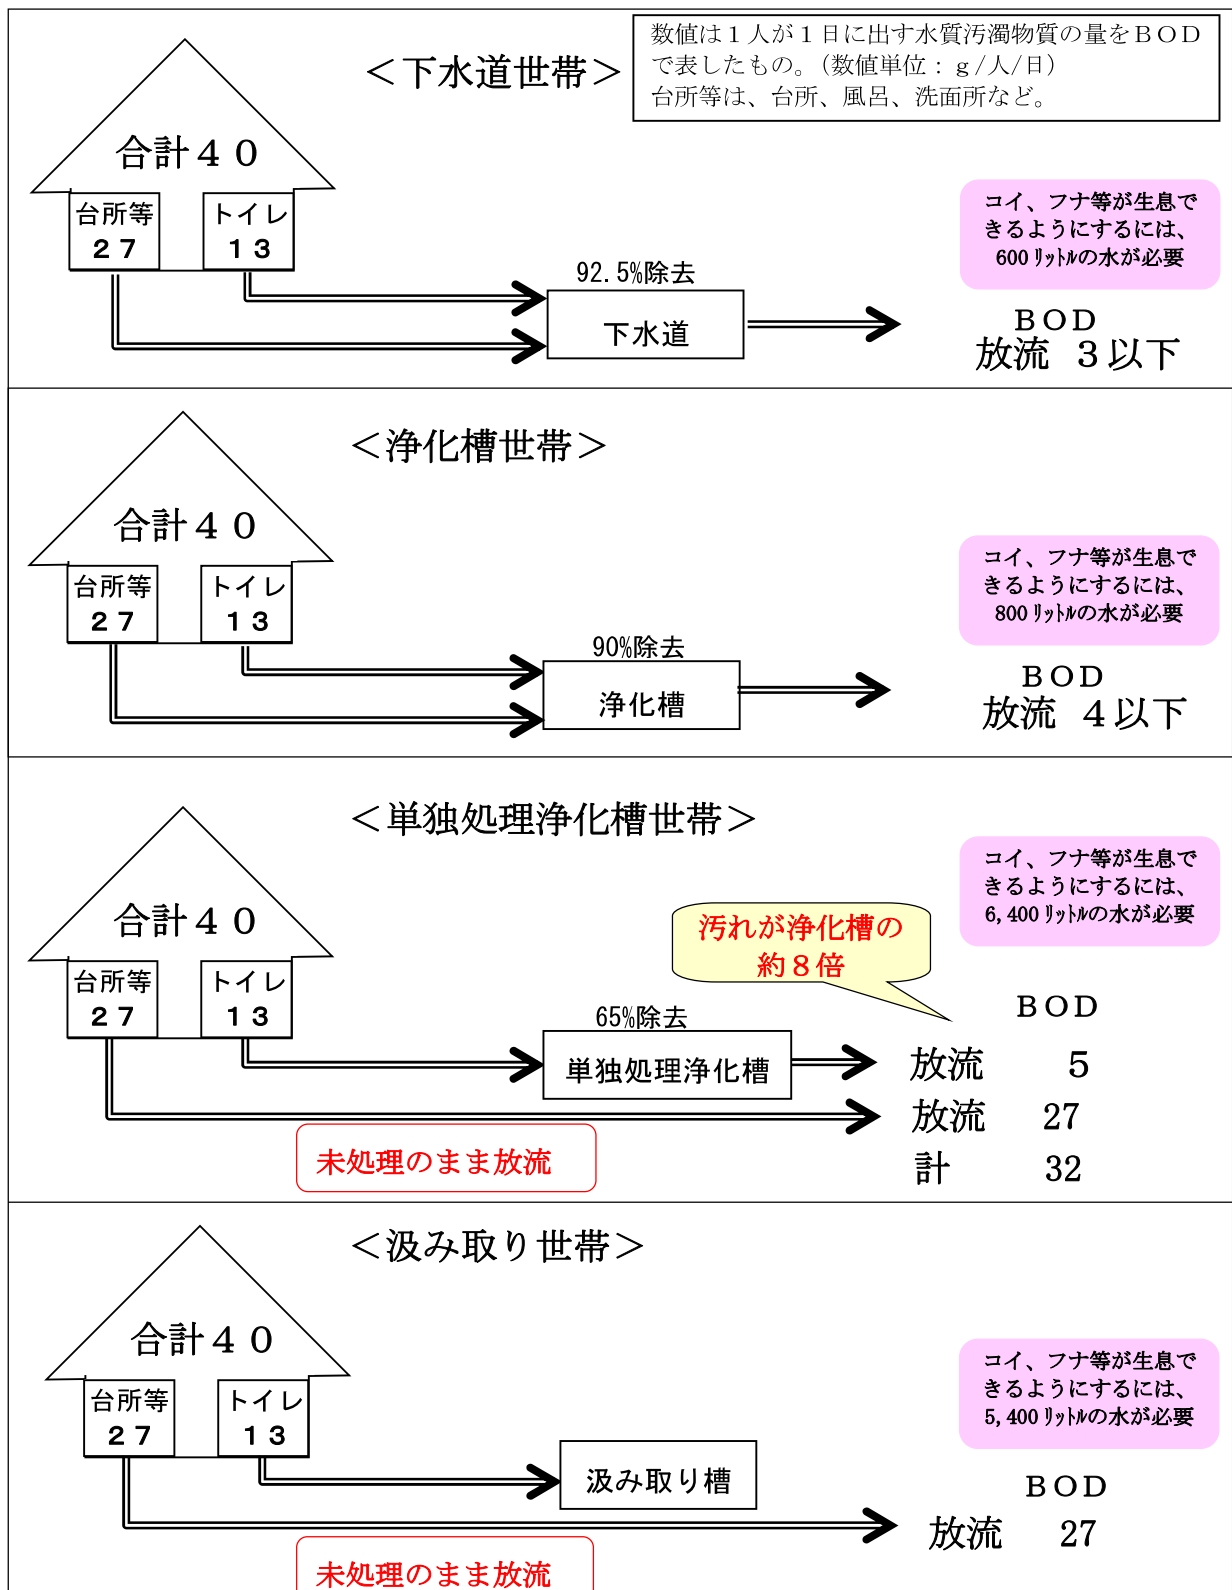 数値は１人が１日に出す水質汚濁物質の量をＢＯＤ
で表したもの。（数値単位：ｇ/人/日）
台所等は、台所、風呂、洗面所など。
＜下水道世帯＞
合計４０
台所等
２７
トイレ
１３
92.5%除去
下水道
コイ、フナ等が生息で
きるようにするには、
600ﾘｯﾄﾙの水が必要
ＢＯＤ
放流 ３以下
＜浄化槽世帯＞
合計４０
台所等
２７
トイレ
１３
90%除去
浄化槽
コイ、フナ等が生息で
きるようにするには、
800ﾘｯﾄﾙの水が必要
ＢＯＤ
放流 ４以下
＜単独処理浄化槽世帯＞
合計４０
台所等
２７
トイレ
１３
65%除去
単独処理浄化槽
汚れが浄化槽の
約８倍
コイ、フナ等が生息で
きるようにするには、
6,400ﾘｯﾄﾙの水が必要
ＢＯＤ
放流 5
放流 27
計 32
未処理のまま放流
＜汲み取り世帯＞
合計４０
台所等
２７
トイレ
１３
汲み取り槽
コイ、フナ等が生息で
きるようにするには、
5,400ﾘｯﾄﾙの水が必要
ＢＯＤ
放流 27
未処理のまま放流